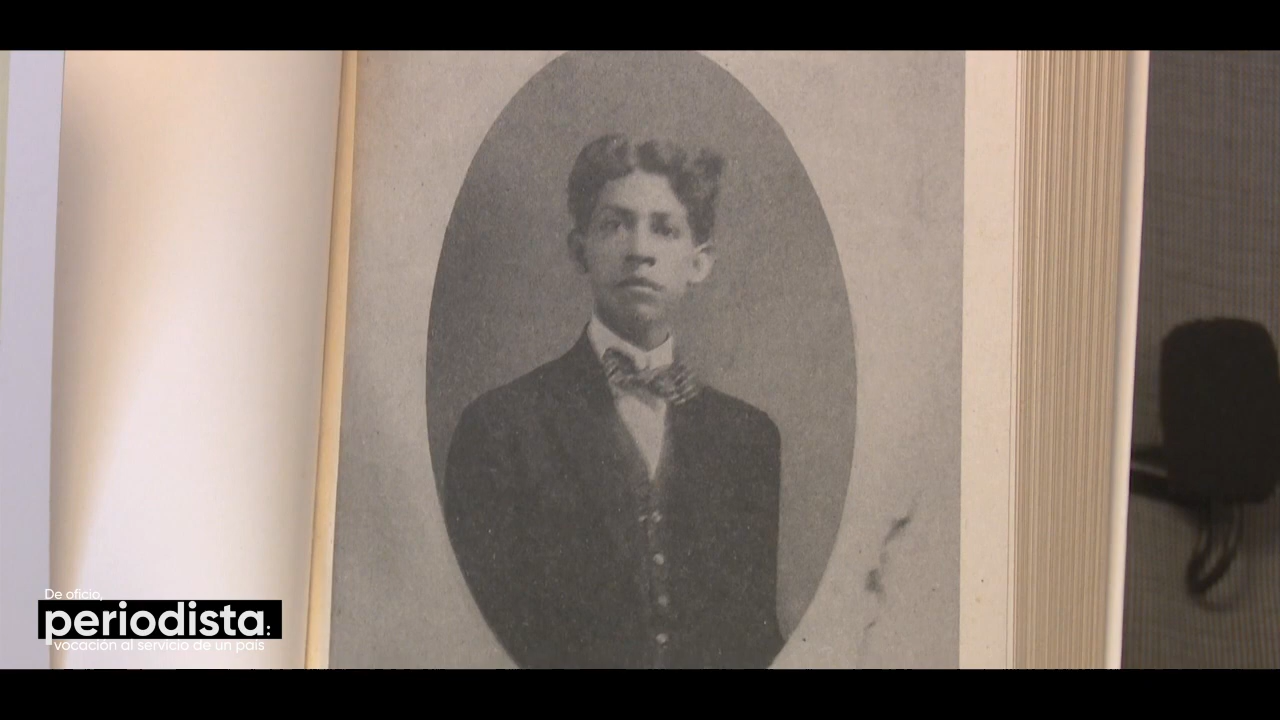 De oficio,
periodista:
vocación al servicio de un país